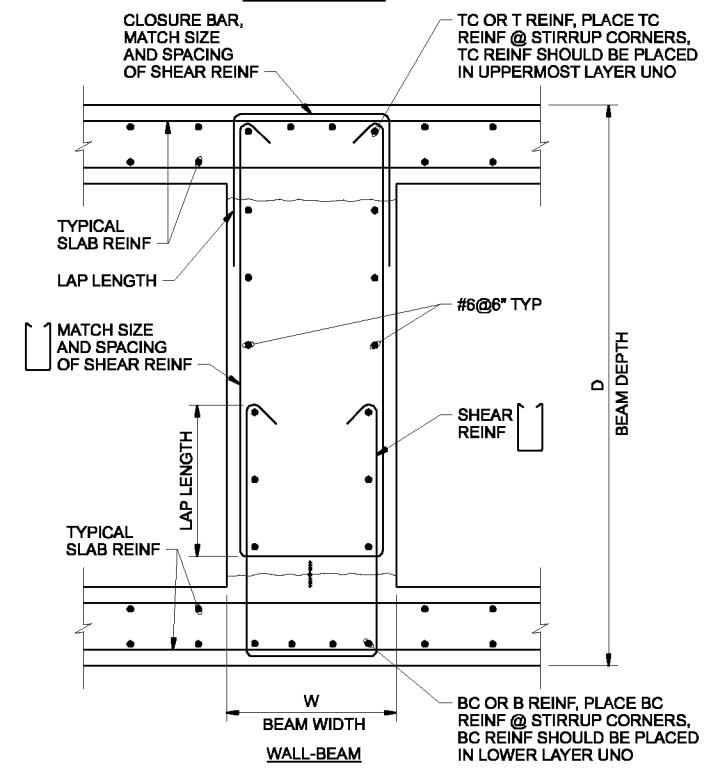 CLOSURE BAR,
MATCH SIZE
AND SPACING
OF SHEAR REINF
TC OR T REINF, PLACE TC
REINF @ STIRRUP CORNERS,
TC REINF SHOULD BE PLACED
IN UPPERMOST LAYER UNO
TYPICAL
SLAB REINF
LAP LENGTH
#6@6" TYP
MATCH SIZE
AND SPACING
OF SHEAR REINF
D
BEAM DEPTH
SHEAR
REINF
LAP LENGTH
TYPICAL
SLAB REINF
W
BEAM WIDTH
WALL-BEAM
BC OR B REINF, PLACE BC
REINF @ STIRRUP CORNERS,
BC REINF SHOULD BE PLACED
IN LOWER LAYER UNO